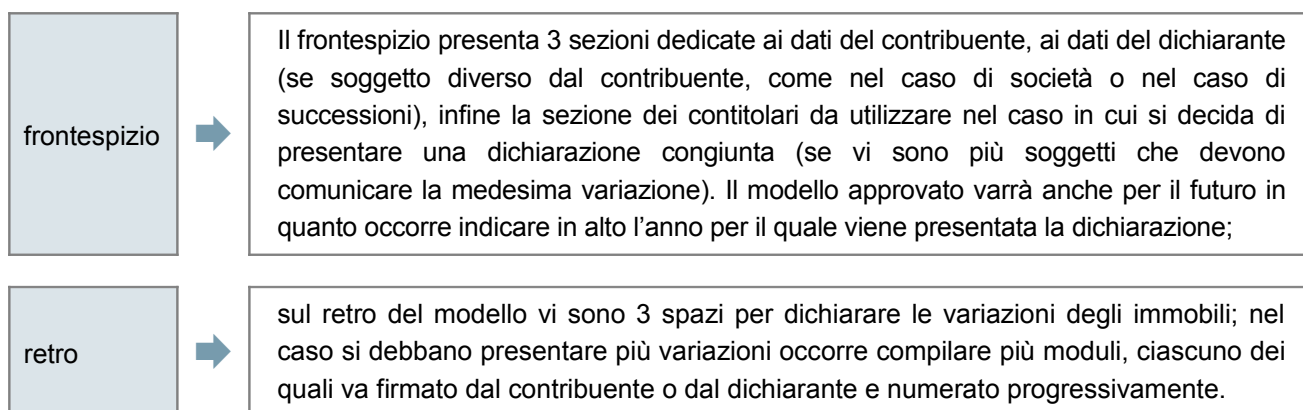 frontespizio
Il frontespizio presenta 3 sezioni dedicate ai dati del contribuente, ai dati del dichiarante
(se soggetto diverso dal contribuente, come nel caso di società o nel caso di
successioni), infine la sezione dei contitolari da utilizzare nel caso in cui si decida di
presentare una dichiarazione congiunta (se vi sono più soggetti che devono
comunicare la medesima variazione). Il modello approvato varrà anche per il futuro in
quanto occorre indicare in alto l’anno per il quale viene presentata la dichiarazione;
retro
sul retro del modello vi sono 3 spazi per dichiarare le variazioni degli immobili; nel
caso si debbano presentare più variazioni occorre compilare più moduli, ciascuno dei
quali va firmato dal contribuente o dal dichiarante e numerato progressivamente.